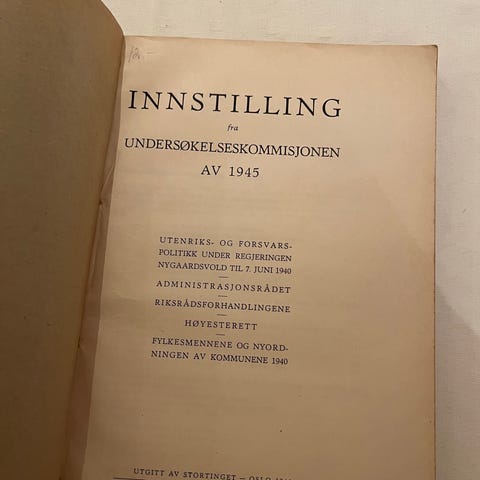 INNSTILLING
fra
UNDERSØKELSESKOMMISJONEN
AV 1945
UTENRIKS- OG FORSVARS-
POLITIKK UNDER REGJERINGEN
NYGAARDSVOLD TIL 7. JUNI 1940
ADMINISTRASJONSRÅDET
RIKSRÅDSFORHANDLINGENE
HØYESTERETT
FYLKESMENNENE OG NYORD-
NINGEN AV KOMMUNENE 1940
UTGITT AV STORTINGET — OSLO